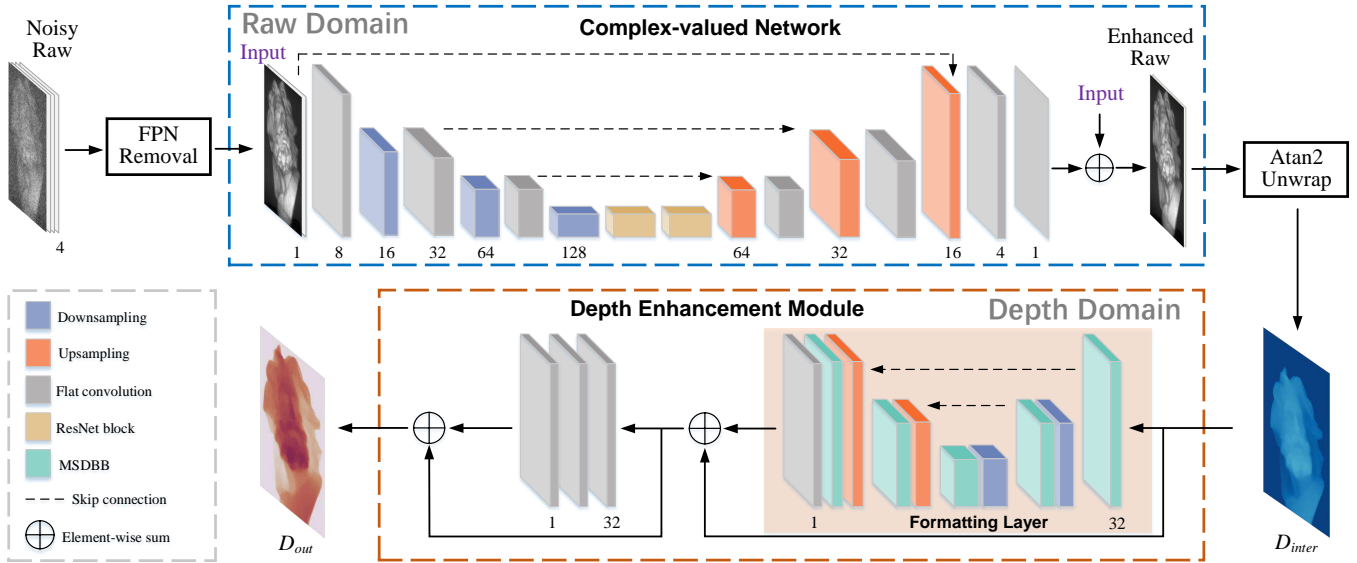 Raw Domain
Complex-valued Network
Noisy
Raw
Input
Enhanced
Raw
Input
FPN
Removal
Atan2
Unwrap
4
1
8
16
32
64
128
64
32
16
4
1
Downsampling
Upsampling
Flat convolution
ResNet block
MSDBB
Skip connection
Element-wise sum
Depth Enhancement Module
Depth Domain
1
32
1
Formatting Layer
32
D_out
D_inter